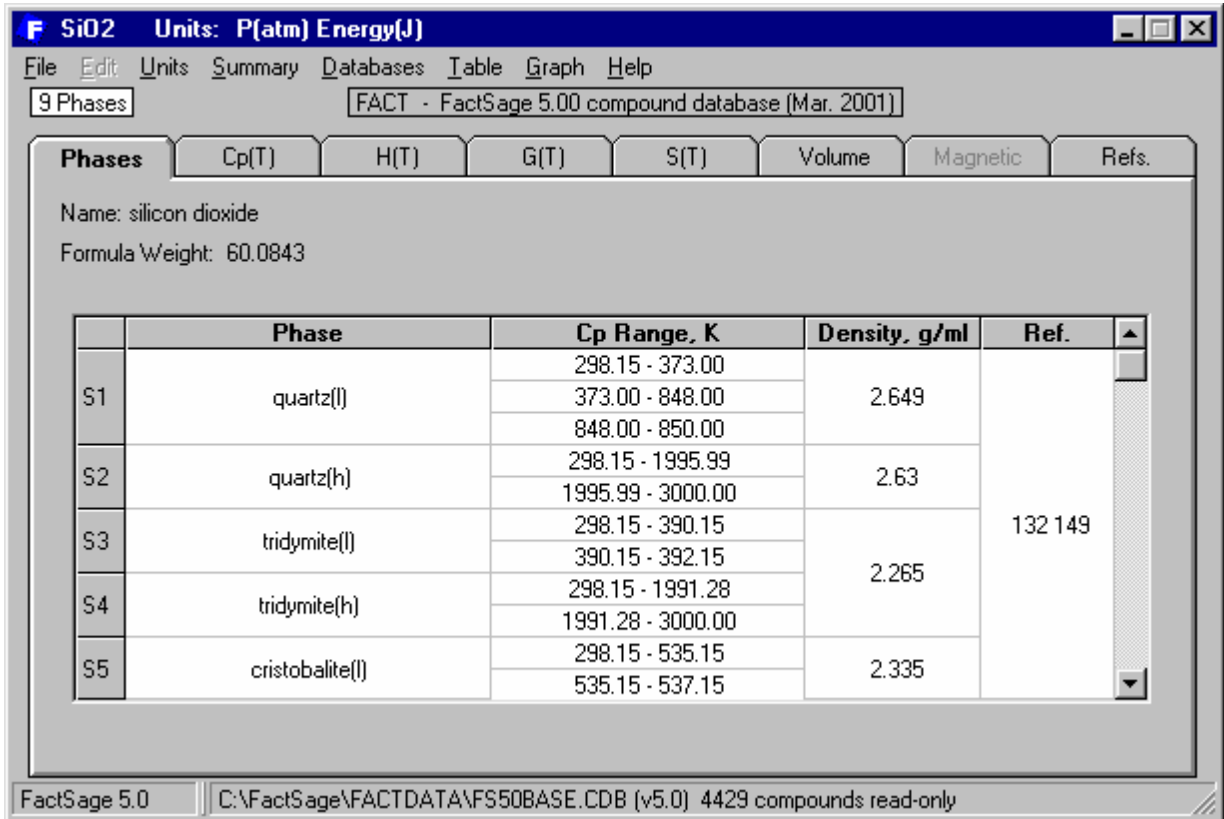 F SiO2 Units: P(atm) Energy(J)
File Edit Units Summary Databases Table Graph Help
9 Phases FACT - FactSage 5.00 compound database (Mar. 2001)
Phases Cp(T) H(T) G(T) S(T) Volume Magnetic Refs.
Name: silicon dioxide
Formula Weight: 60.0843
Phase Cp Range, K Density, g/ml Ref.
S1 quartz(l) 298.15 - 373.00 2.649
373.00 - 848.00
848.00 - 850.00
S2 quartz(h) 298.15 - 1995.99 2.63
1995.99 - 3000.00
S3 tridymite(l) 298.15 - 390.15 2.265 132 149
390.15 - 392.15
S4 tridymite(h) 298.15 - 1991.28
1991.28 - 3000.00
S5 cristobalite(l) 298.15 - 535.15 2.335
535.15 - 537.15
FactSage 5.0 C:\FactSage\FACTDATA\FS50BASE.CDB (v5.0) 4429 compounds read-only